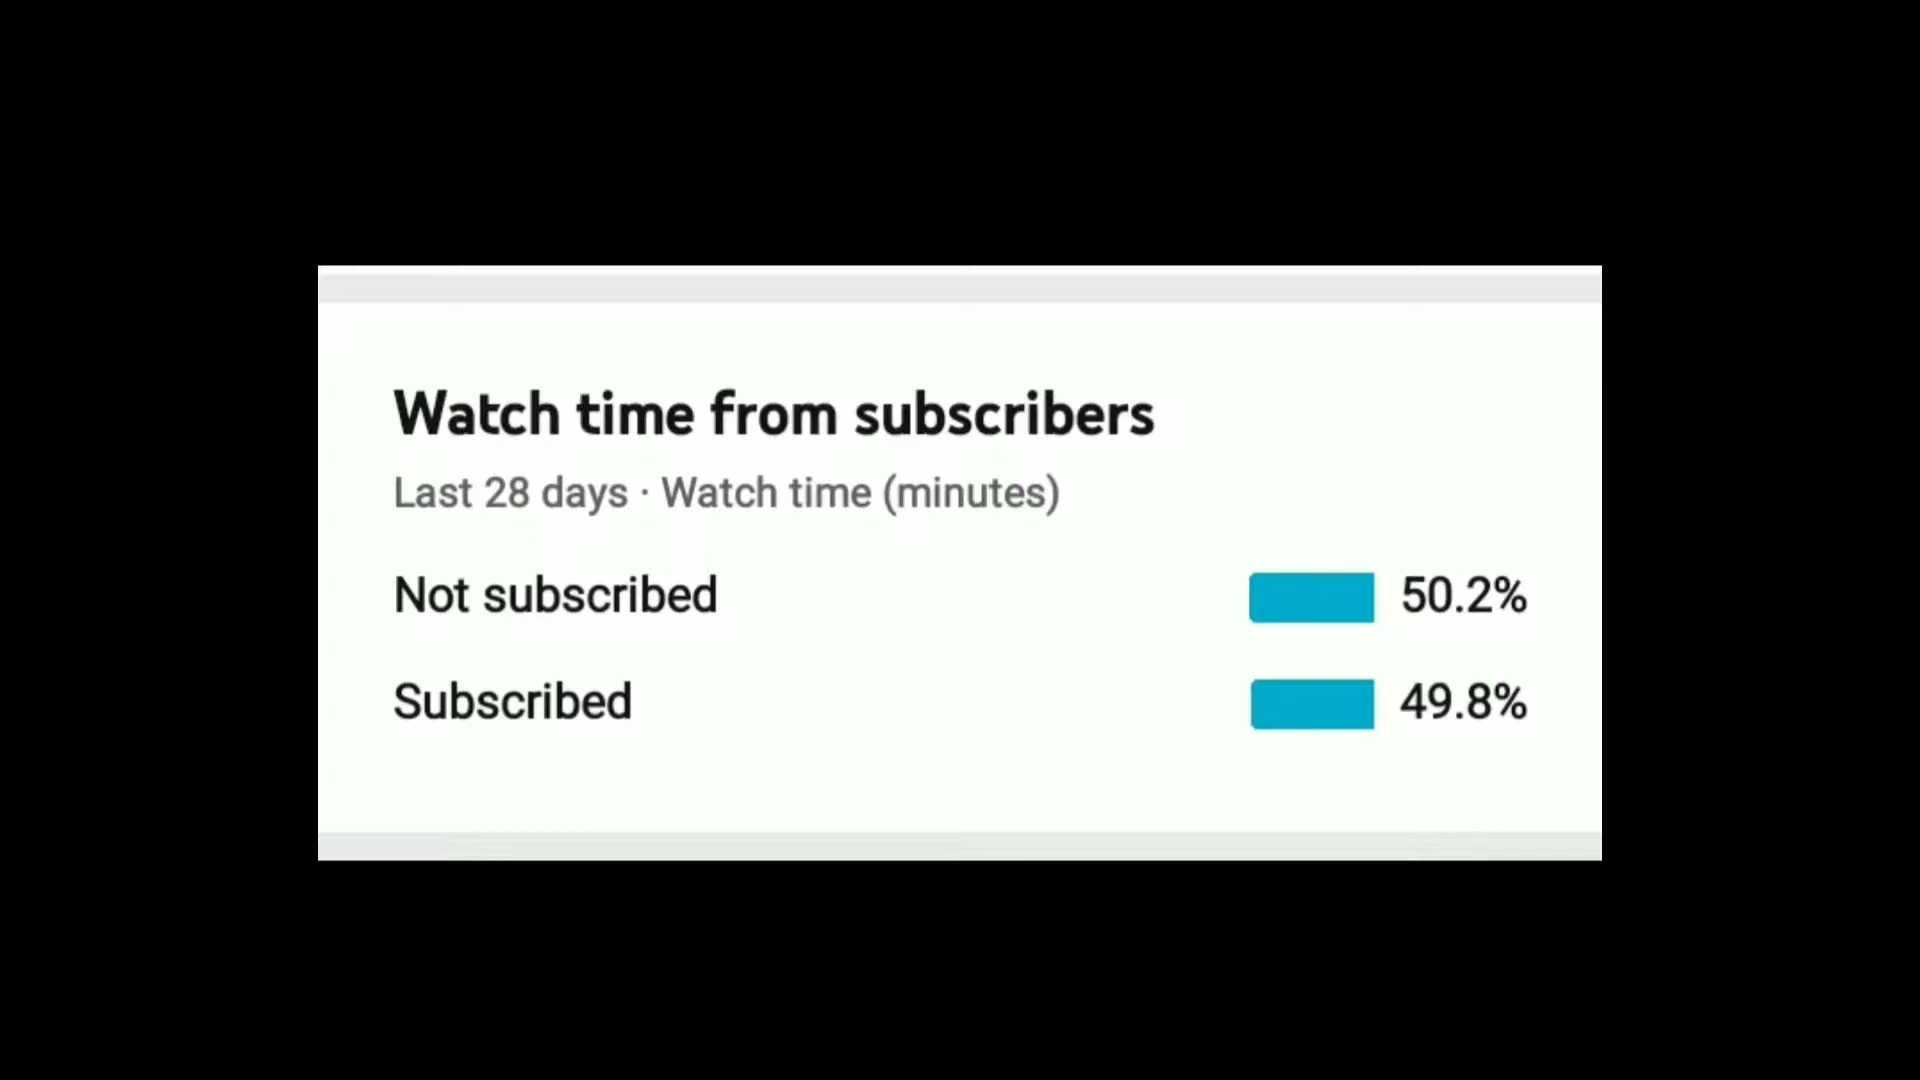 Watch time from subscribers
Last 28 days · Watch time (minutes)
Not subscribed 50.2%
Subscribed 49.8%